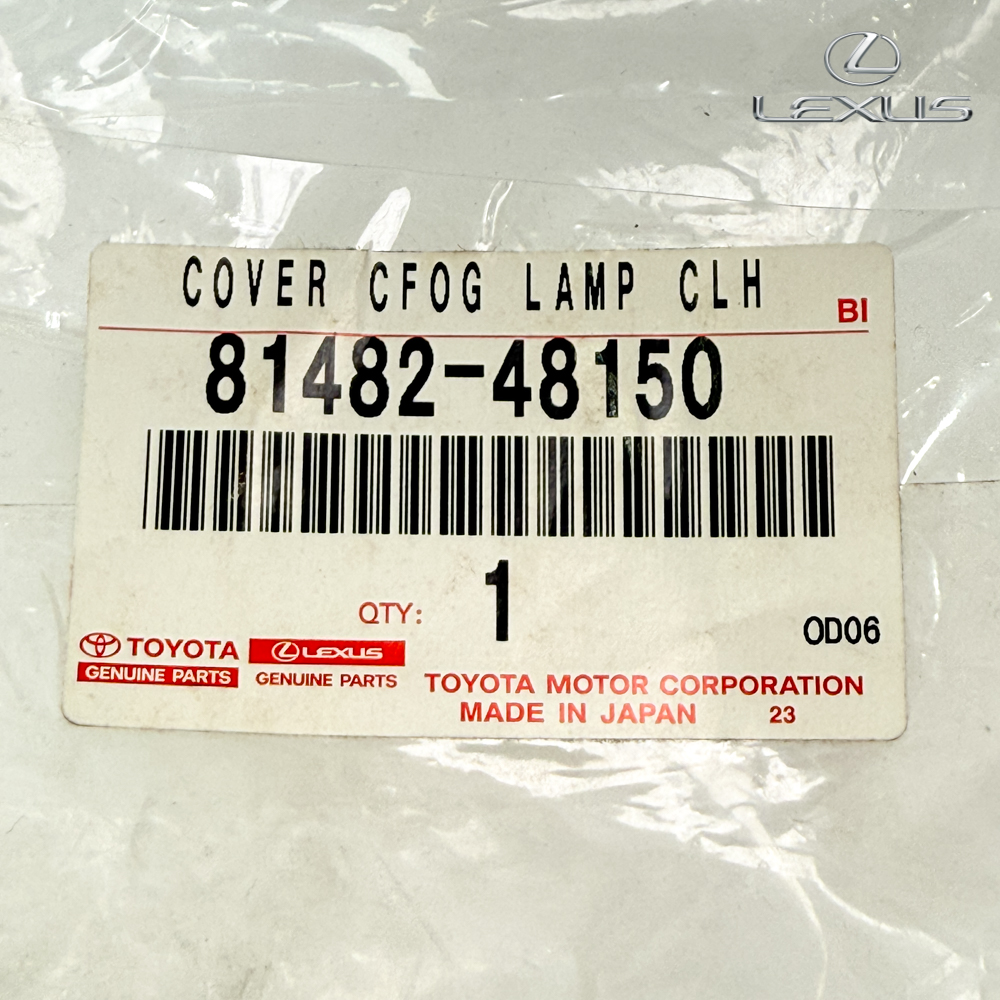 LEXUS
COVER CFOG LAMP CLH
BI
81482-48150
1
QTY:
0D06
TOYOTA
LEXUS
GENUINE PARTS
GENUINE PARTS
TOYOTA MOTOR CORPORATION
MADE IN JAPAN 23